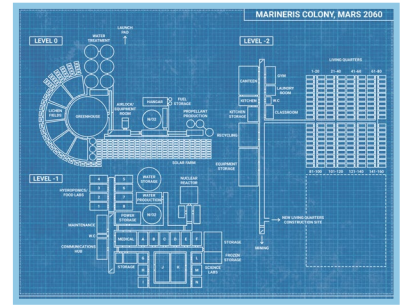 MARINERIS COLONY, MARS 2060
LEVEL 0
WATER
TREATMENT
LAUNCH
PAD
LICHEN
FIELDS
GREENHOUSE
AIRLOCK/
EQUIPMENT
ROOM
HANGAR
N/O2
FUEL
STORAGE
PROPELLANT
PRODUCTION
SOLAR FARM
LEVEL -1
HYDROPONICS/
FOOD LABS
WATER
STORAGE
WATER
PRODUCTION
NUCLEAR
REACTOR
POWER
STORAGE
N/O2
MAINTENANCE
W.C
COMMUNICATIONS
HUB
MEDICAL
A
B
C
D
E
STORAGE
STORAGE
FROZEN
STORAGE
SCIENCE
LABS
LEVEL -2
CANTEEN
GYM
LAUNDRY
ROOM
KITCHEN
W.C
KITCHEN
STORAGE
CLASSROOM
RECYCLING
EQUIPMENT
STORAGE
MINING
LIVING QUARTERS
1-20
21-40
41-60
61-80
81-100
101-120
121-140
141-160
NEW LIVING QUARTERS
CONSTRUCTION SITE